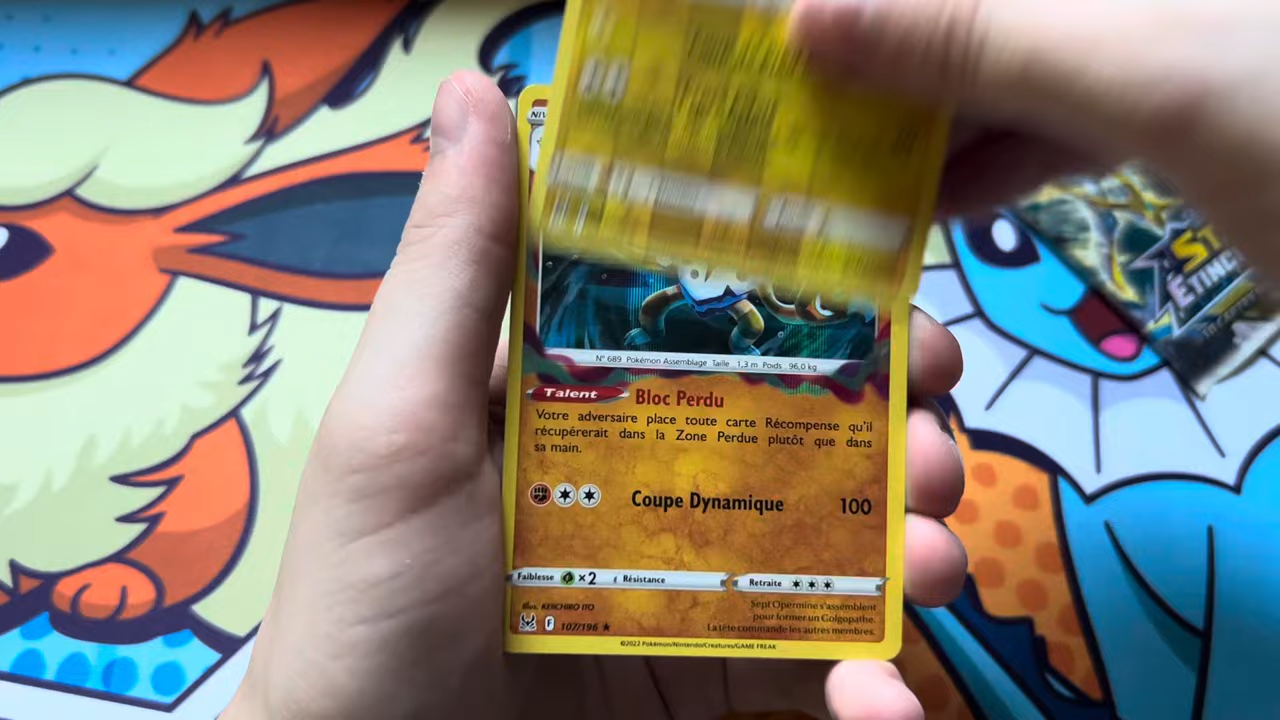 NIV
N° 689 Pokémon Assemblage Taille : 1,3 m Poids : 96,0 kg
Talent Bloc Perdu
Votre adversaire place toute carte Récompense qu'il
récupérerait dans la Zone Perdue plutôt que dans
sa main.
Coupe Dynamique 100
Faiblesse ×2 Résistance Retraite
Illus. KEIICHIRO ITO
F 107/196 ★
Sept Opermine s'assemblent
pour former un Golgopathe.
La tête commande les autres membres.
©2022 Pokémon/Nintendo/Creatures/GAME FREAK